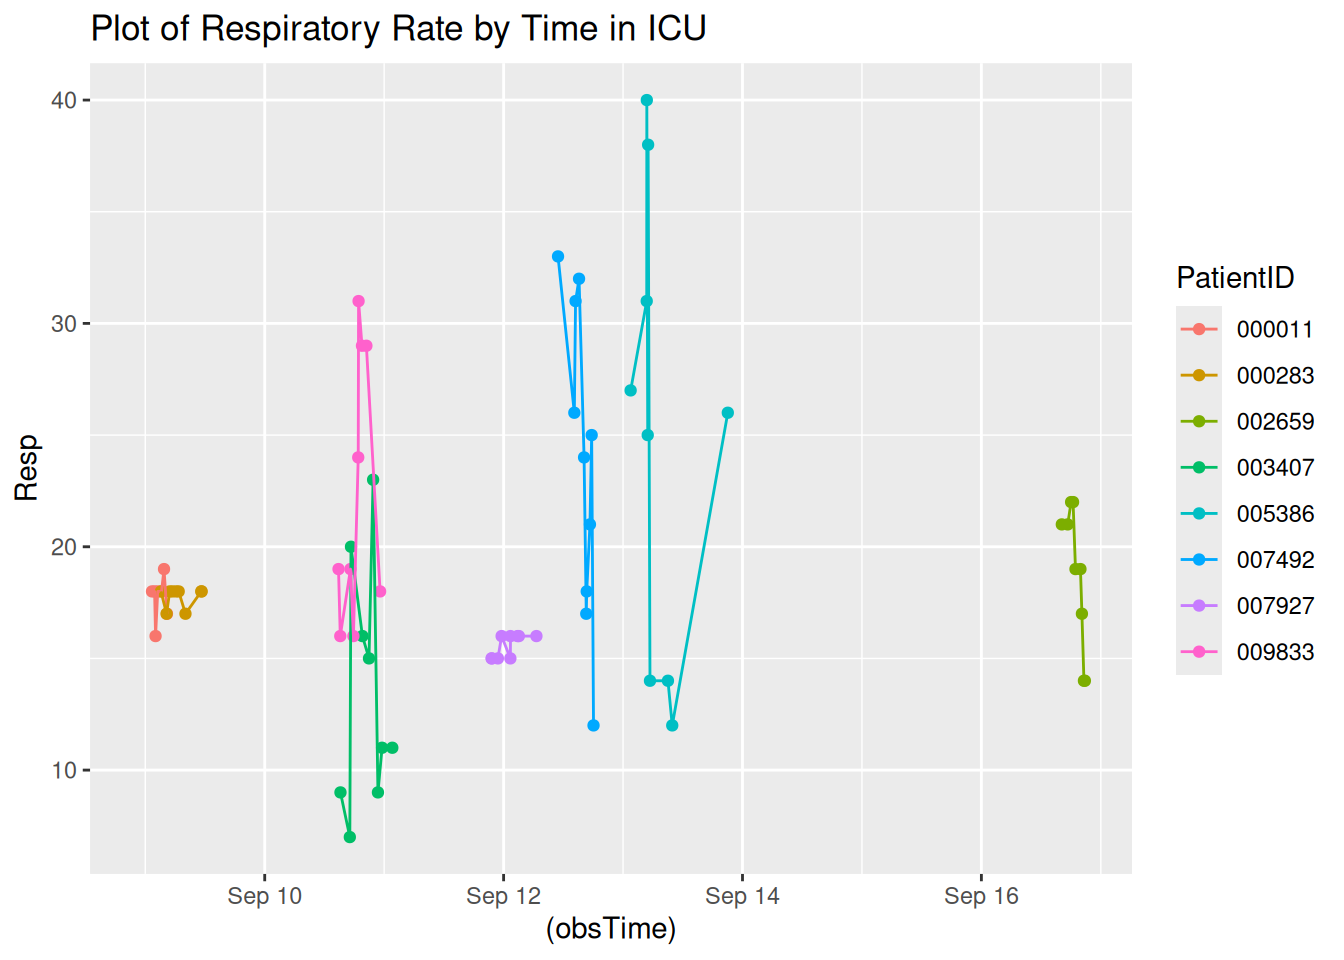 Plot of Respiratory Rate by Time in ICU
40
30
20
10
Resp
Sep 10
Sep 12
Sep 14
Sep 16
(obsTime)
PatientID
000011
000283
002659
003407
005386
007492
007927
009833